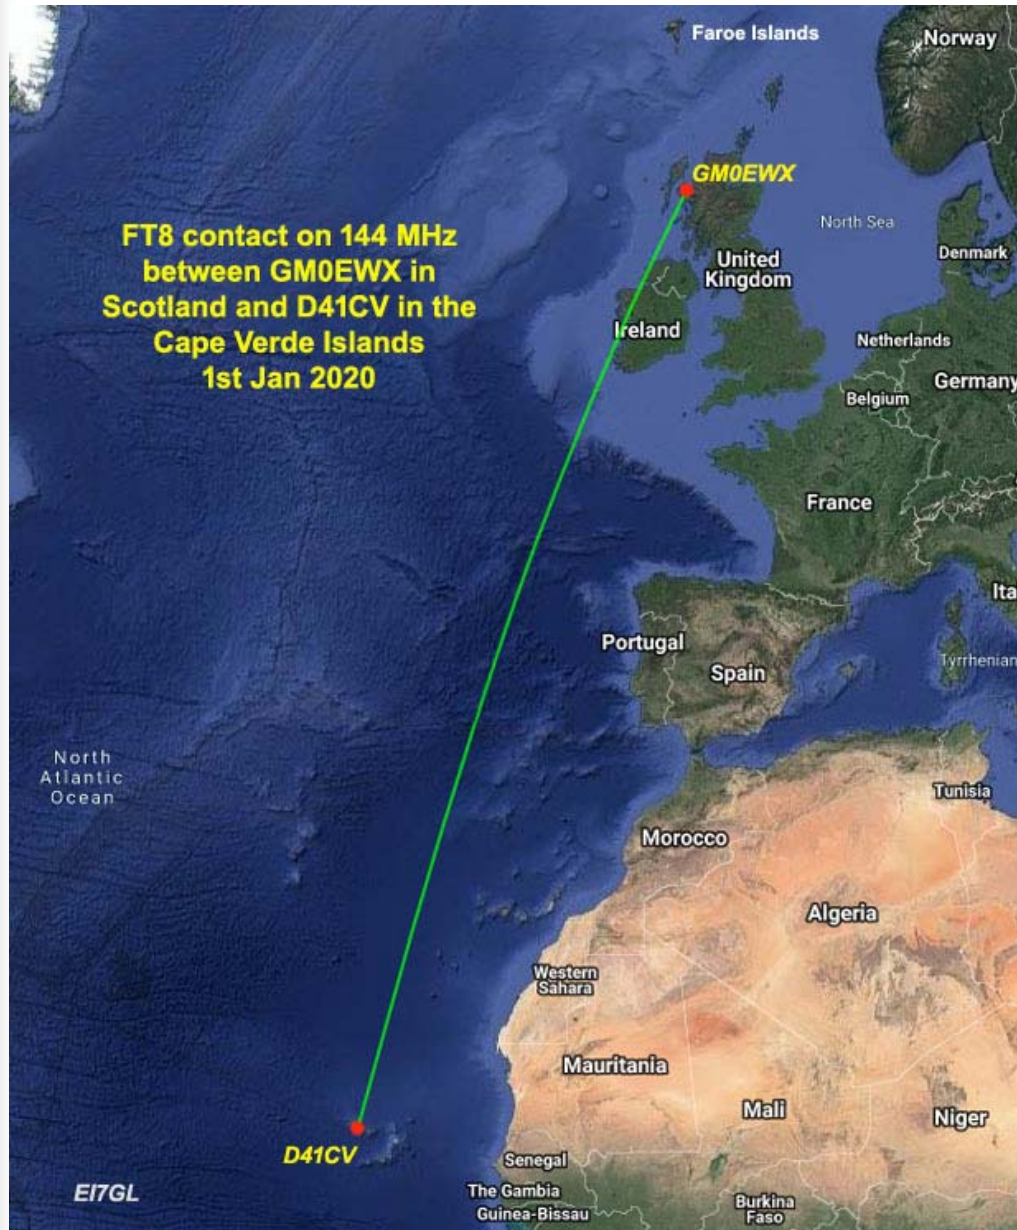 Faroe Islands
Norway
GM0EWX
North Sea
Denmark
FT8 contact on 144 MHz
between GM0EWX in
Scotland and D41CV in the
Cape Verde Islands
1st Jan 2020
United
Kingdom
Ireland
Netherlands
Germany
Belgium
France
Ita
Portugal
Spain
Tyrrhenian
North
Atlantic
Ocean
Tunisia
Morocco
Algeria
Western
Sahara
Mauritania
Mali
Niger
D41CV
Senegal
EI7GL
The Gambia
Guinea-Bissau
Burkina
Faso